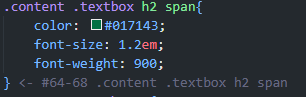 .content .textbox h2 span{
color: #017143;
font-size: 1.2em;
font-weight: 900;
} <- #64-68 .content .textbox h2 span